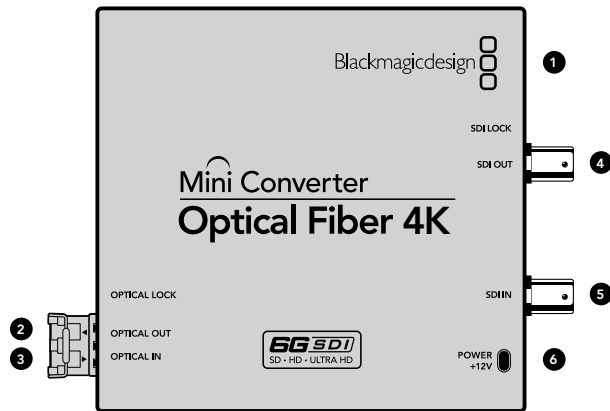 Blackmagicdesign
1
SDI LOCK
SDI OUT
4
Mini Converter
Optical Fiber 4K
OPTICAL LOCK
SDI IN
5
2
OPTICAL OUT
3
OPTICAL IN
6G SDI
SD · HD · ULTRA HD
POWER
+12V
6